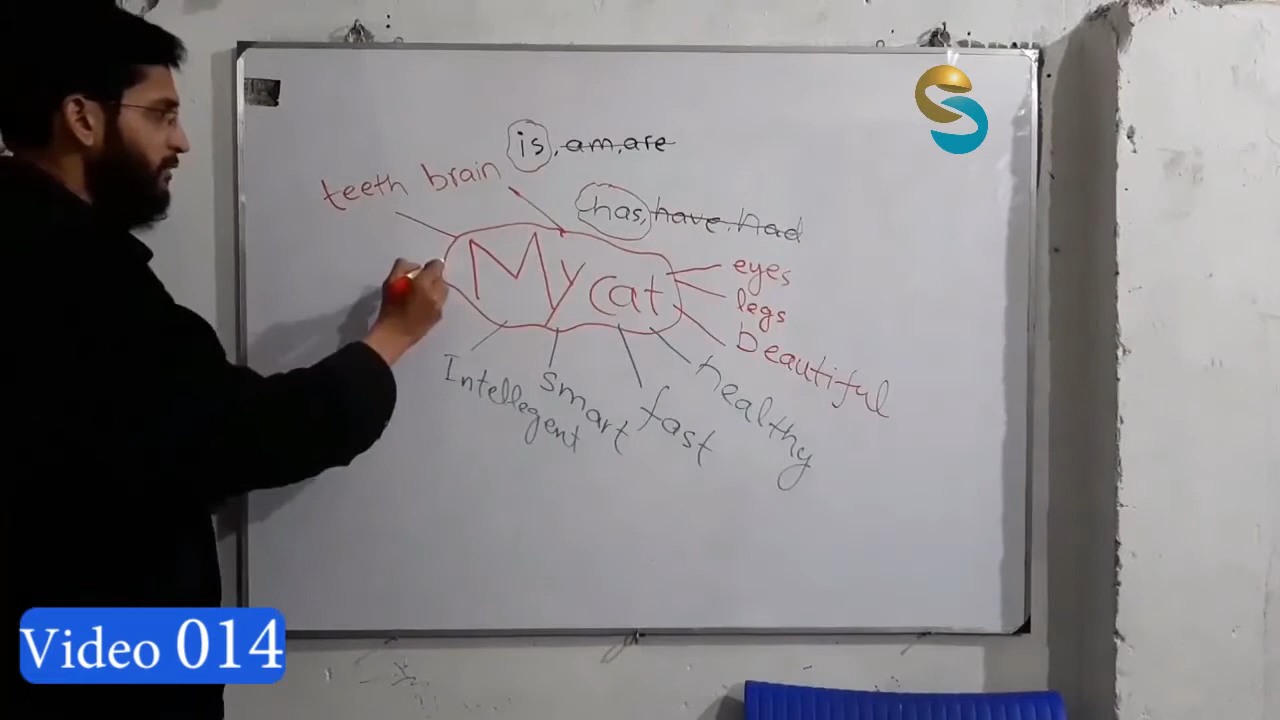 is, am, are
teeth brain
has, have, had
My cat
eyes
legs
beautiful
healthy
fast
smart
Intellegent
Video 014